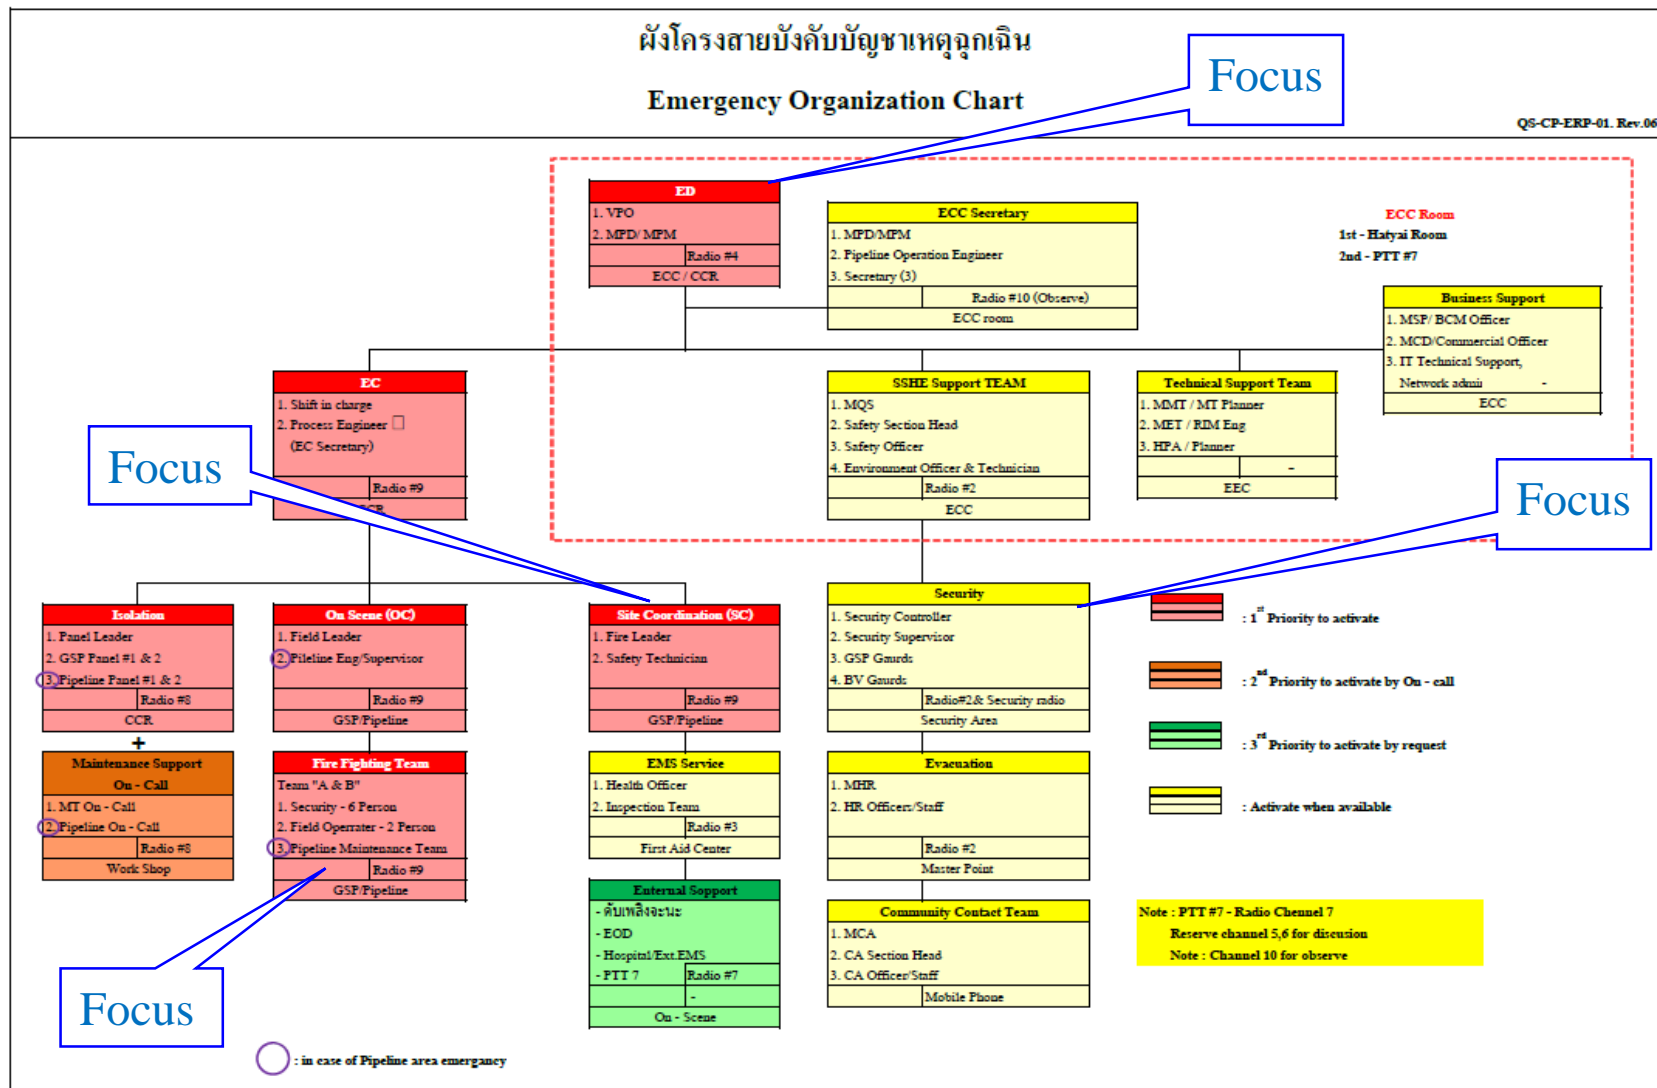 ผังโครงสายบังคับบัญชาเหตุฉุกเฉิน
Emergency Organization Chart
QS-CP-ERP-01. Rev.06
Focus
ED
1. VPO
2. MPD/ MPM
Radio #4
ECC / CCR
ECC Secretary
1. MPD/MPM
2. Pipeline Operation Engineer
3. Secretary (3)
Radio #10 (Observe)
ECC room
ECC Room
1st - Hatyai Room
2nd - PTT #7
Business Support
1. MSP/ BCM Officer
2. MCD/Commercial Officer
3. IT Technical Support,
Network admii -
ECC
EC
1. Shift in charge
2. Process Engineer □
(EC Secretary)
Radio #9
CCR
SSHE Support TEAM
1. MQS
2. Safety Section Head
3. Safety Officer
4. Environment Officer & Technician
Radio #2
ECC
Technical Support Team
1. MMT / MT Planner
2. MET / RIM Eng
3. HPA / Planner
-
EEC
Focus
Focus
Isolation
1. Panel Leader
2. GSP Panel #1 & 2
3. Pipeline Panel #1 & 2
Radio #8
CCR
+
Maintenance Support
On - Call
1. MT On - Call
2. Pipeline On - Call
Radio #8
Work Shop
On Scene (OC)
1. Field Leader
2. Pileline Eng/Supervisor
Radio #9
GSP/Pipeline
Fire Fighting Team
Team "A & B"
1. Security - 6 Person
2. Field Operrater - 2 Person
3. Pipeline Maintenance Team
Radio #9
GSP/Pipeline
Focus
Site Coordination (SC)
1. Fire Leader
2. Safety Technician
Radio #9
GSP/Pipeline
EMS Service
1. Health Officer
2. Inspection Team
Radio #3
First Aid Center
Enternal Sopport
- ดับเพลิงจะนะ
- EOD
- Hospital/Ext.EMS
- PTT 7
Radio #7
-
On - Scene
Security
1. Security Controller
2. Security Supervisor
3. GSP Gaurds
4. BV Gaurds
Radio#2& Security radio
Security Area
Evacuation
1. MHR
2. HR Officers/Staff
Radio #2
Master Point
Community Contact Team
1. MCA
2. CA Section Head
3. CA Officer/Staff
Mobile Phone
: 1st Priority to activate
: 2nd Priority to activate by On - call
: 3rd Priority to activate by request
: Activate when available
Note : PTT #7 - Radio Chennel 7
Reserve channel 5,6 for discusion
Note : Channel 10 for observe
: in case of Pipeline area emergancy